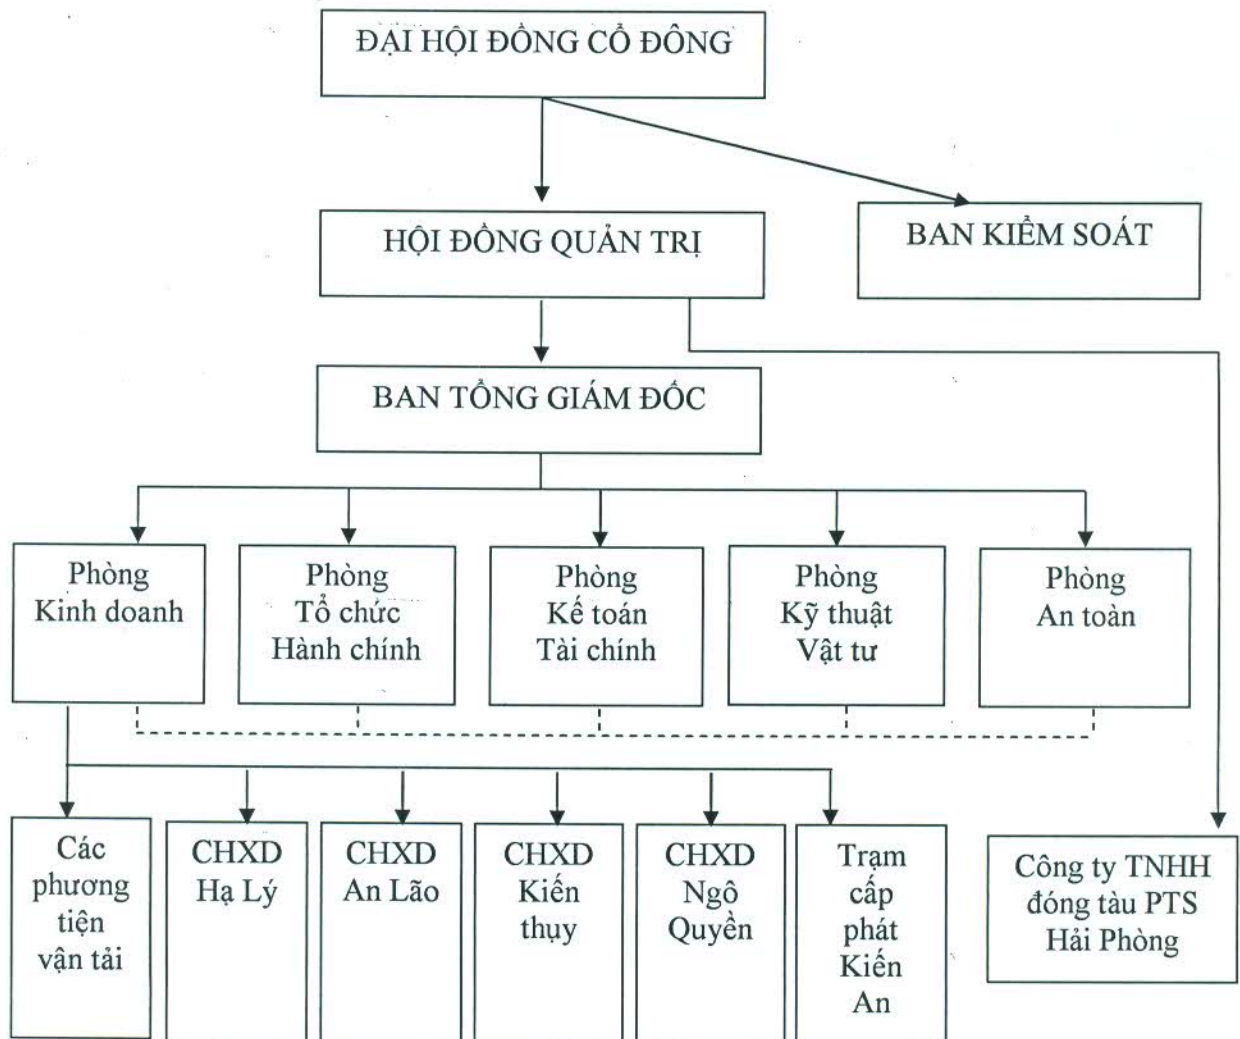 ĐẠI HỘI ĐỒNG CỔ ĐÔNG
HỘI ĐỒNG QUẢN TRỊ
BAN KIỂM SOÁT
BAN TỔNG GIÁM ĐỐC
Phòng
Kinh doanh
Phòng
Tổ chức
Hành chính
Phòng
Kế toán
Tài chính
Phòng
Kỹ thuật
Vật tư
Phòng
An toàn
Các
phương
tiện
vận tải
CHXD
Hạ Lý
CHXD
An Lão
CHXD
Kiến
thụy
CHXD
Ngô
Quyền
Trạm
cấp
phát
Kiến
An
Công ty TNHH
đóng tàu PTS
Hải Phòng